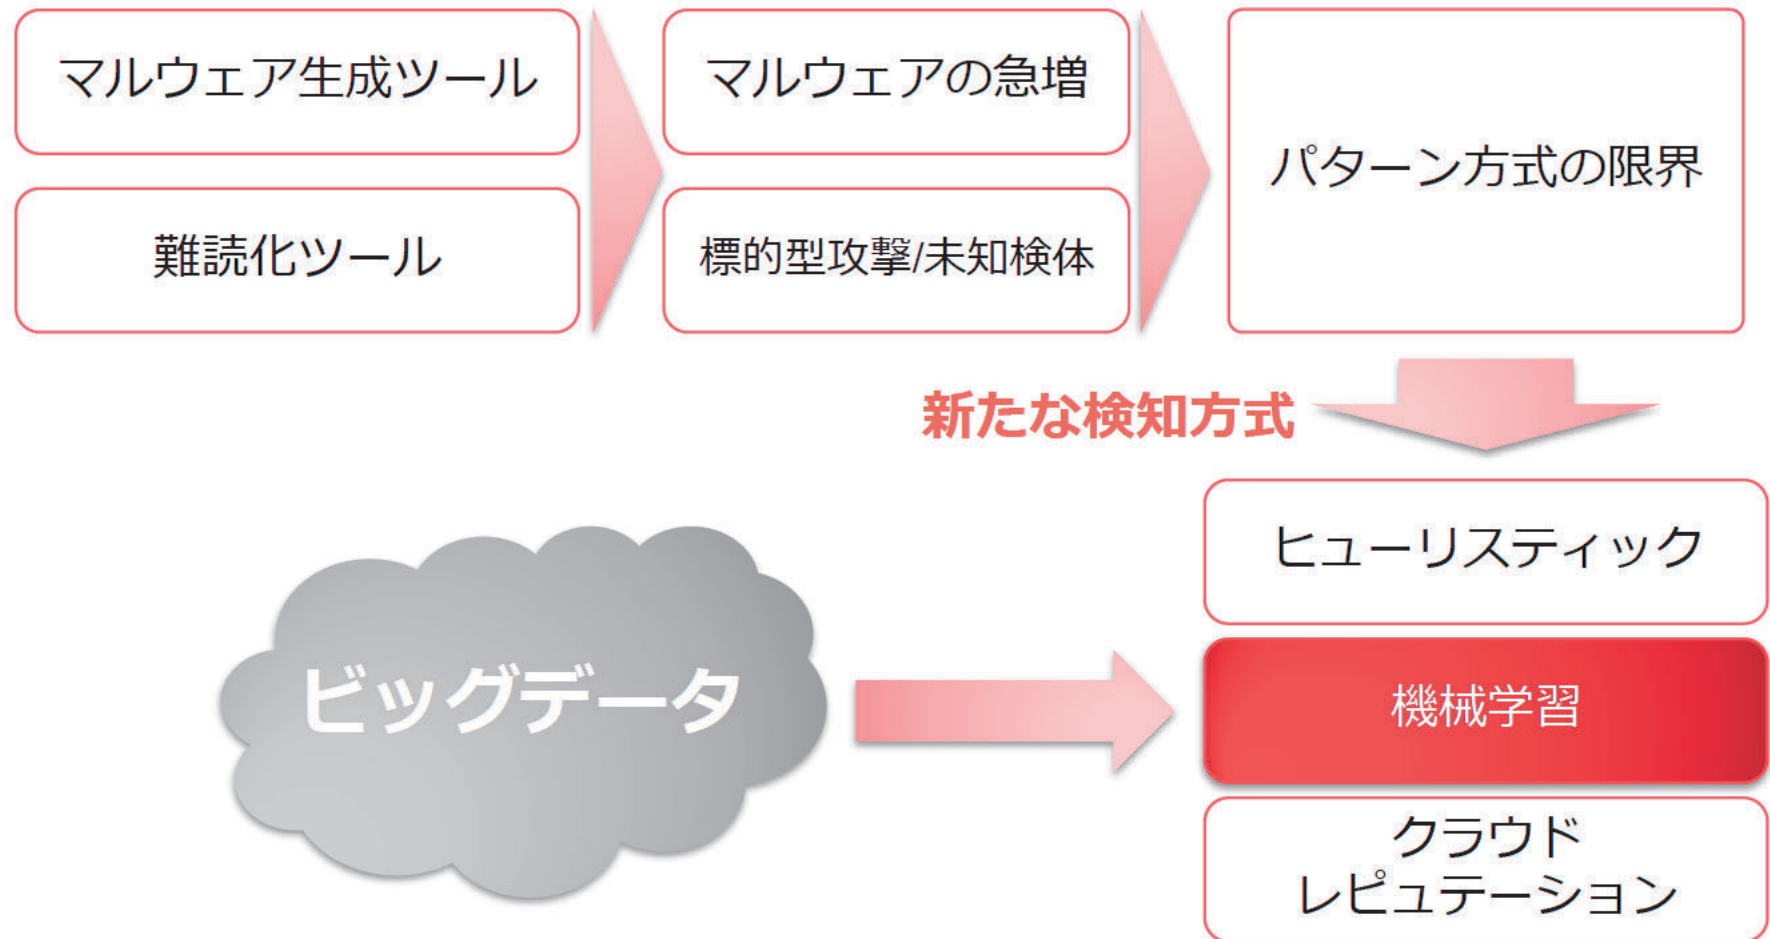 マルウェア生成ツール
マルウェアの急増
パターン方式の限界
難読化ツール
標的型攻撃/未知検体
新たな検知方式
ヒューリスティック
ビッグデータ
機械学習
クラウド
レピュテーション